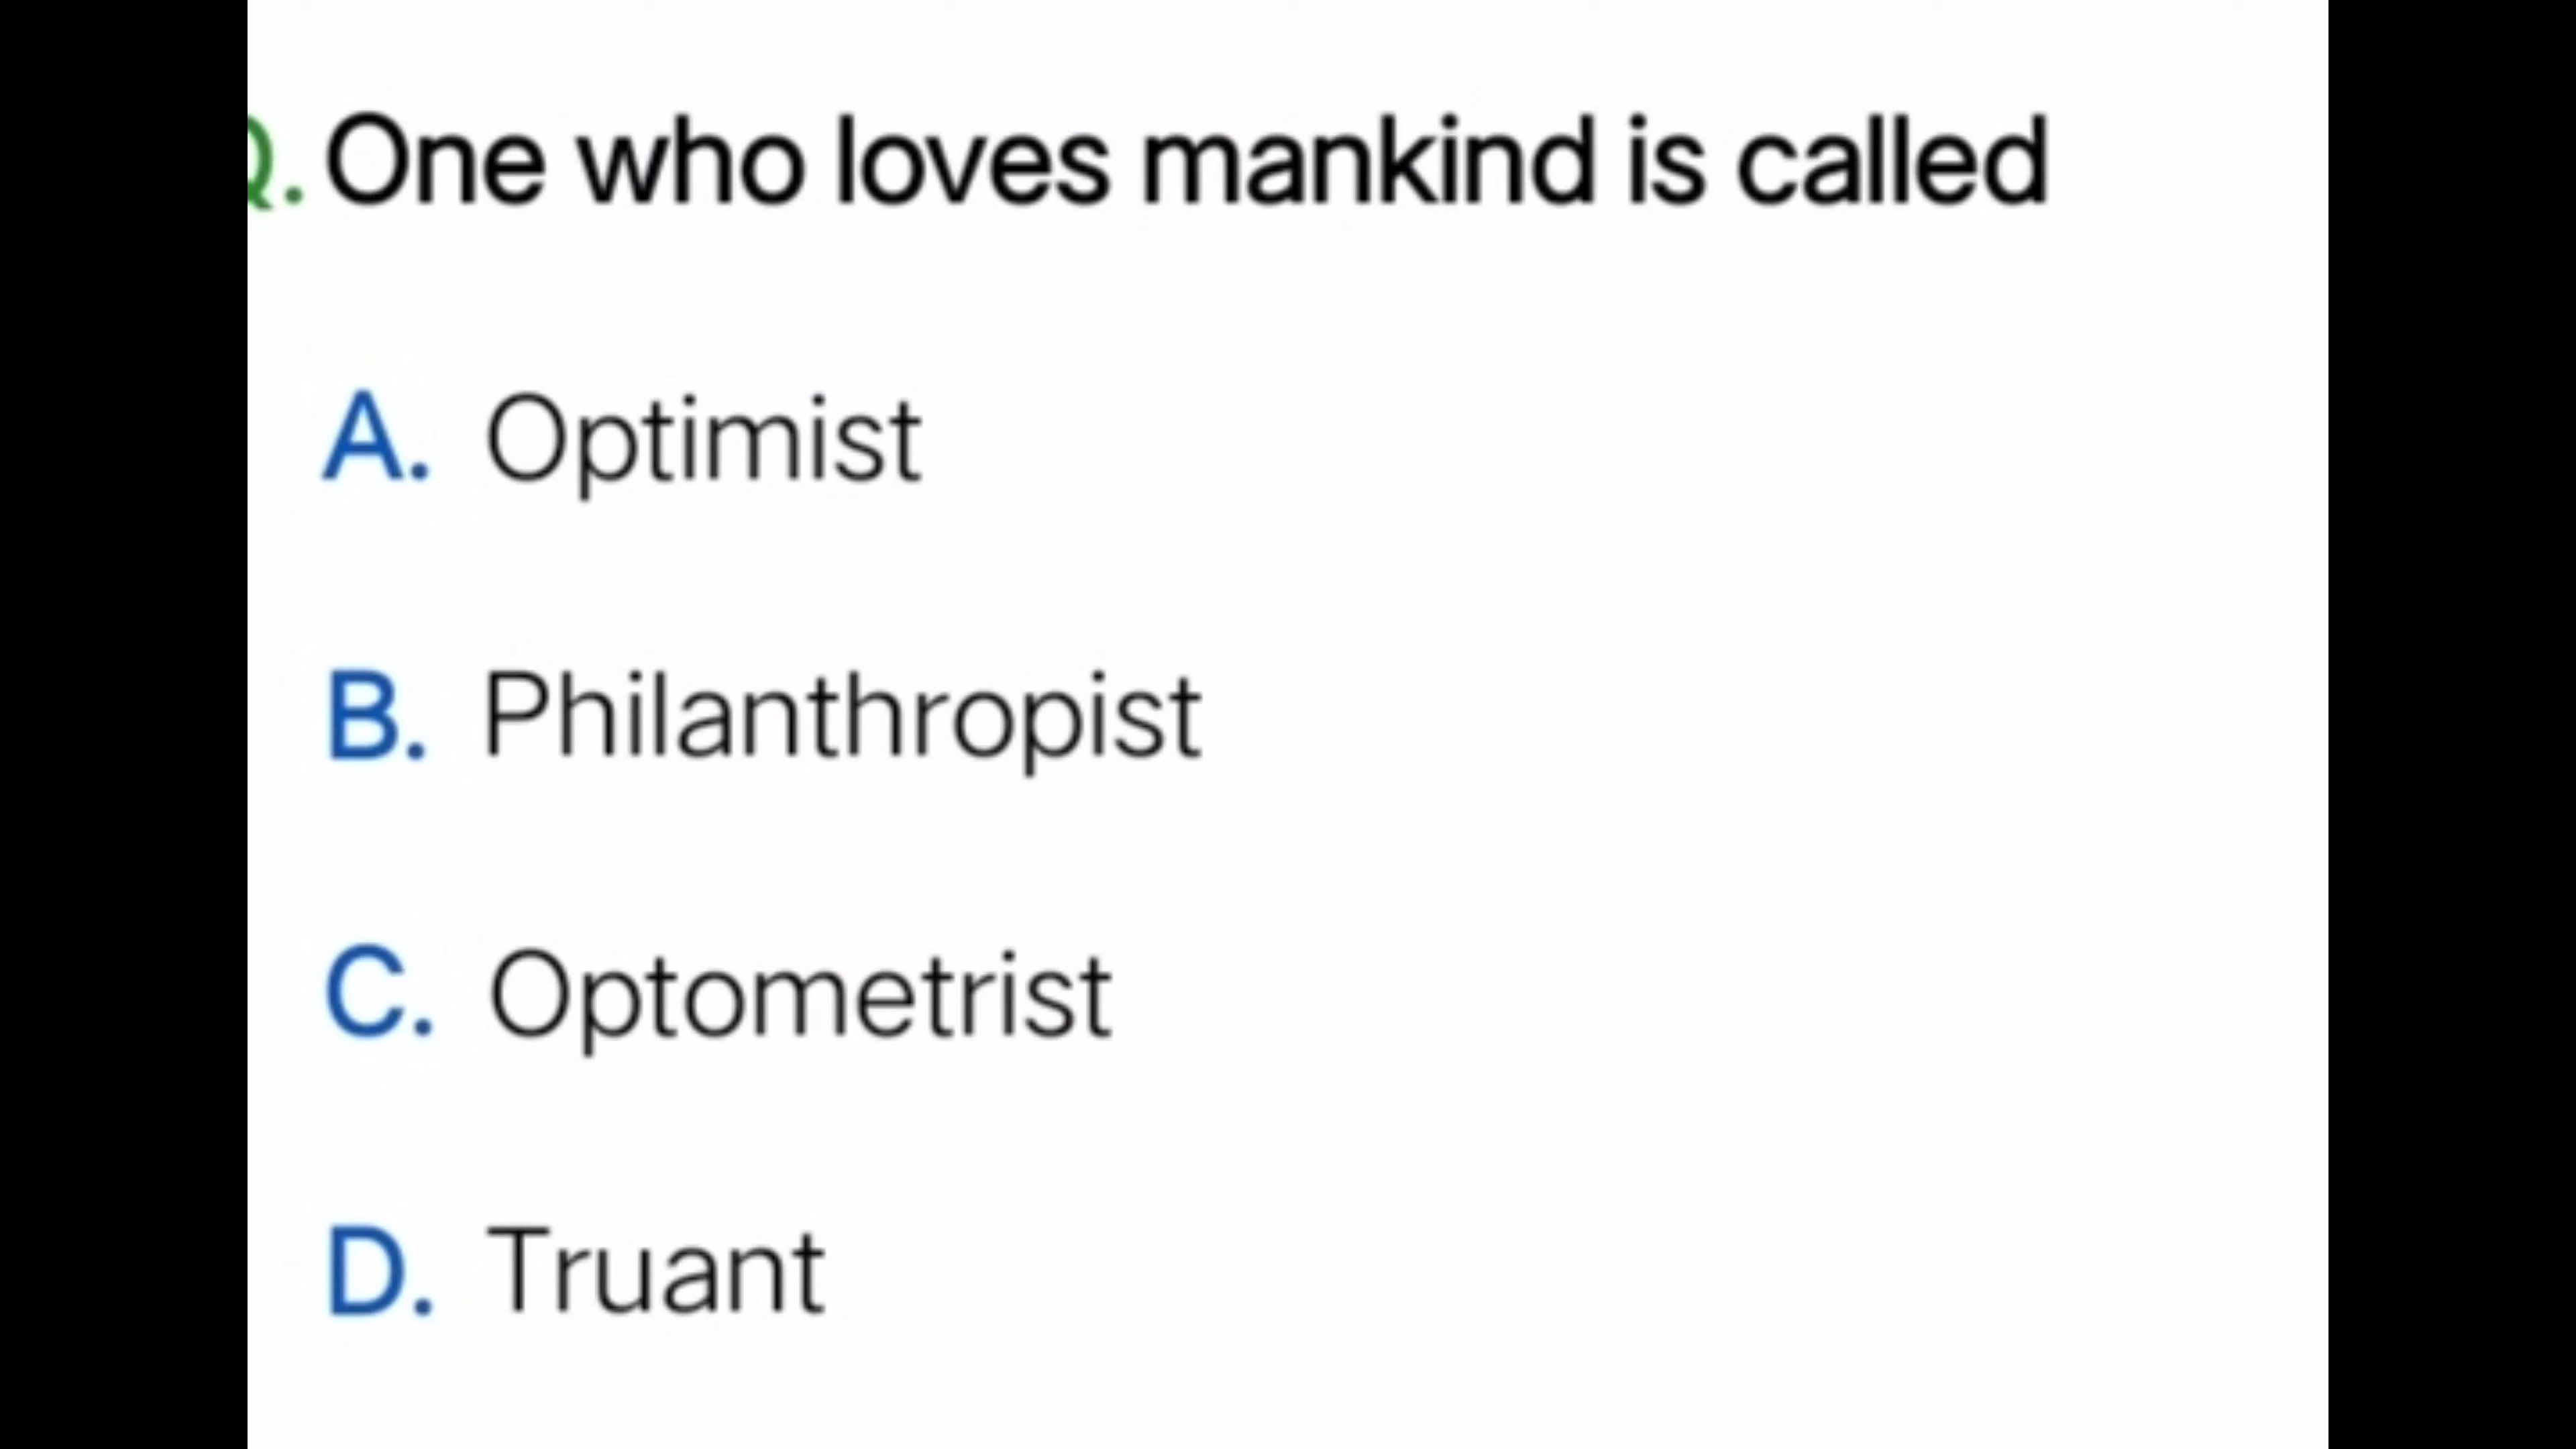 Q. One who loves mankind is called
A. Optimist
B. Philanthropist
C. Optometrist
D. Truant